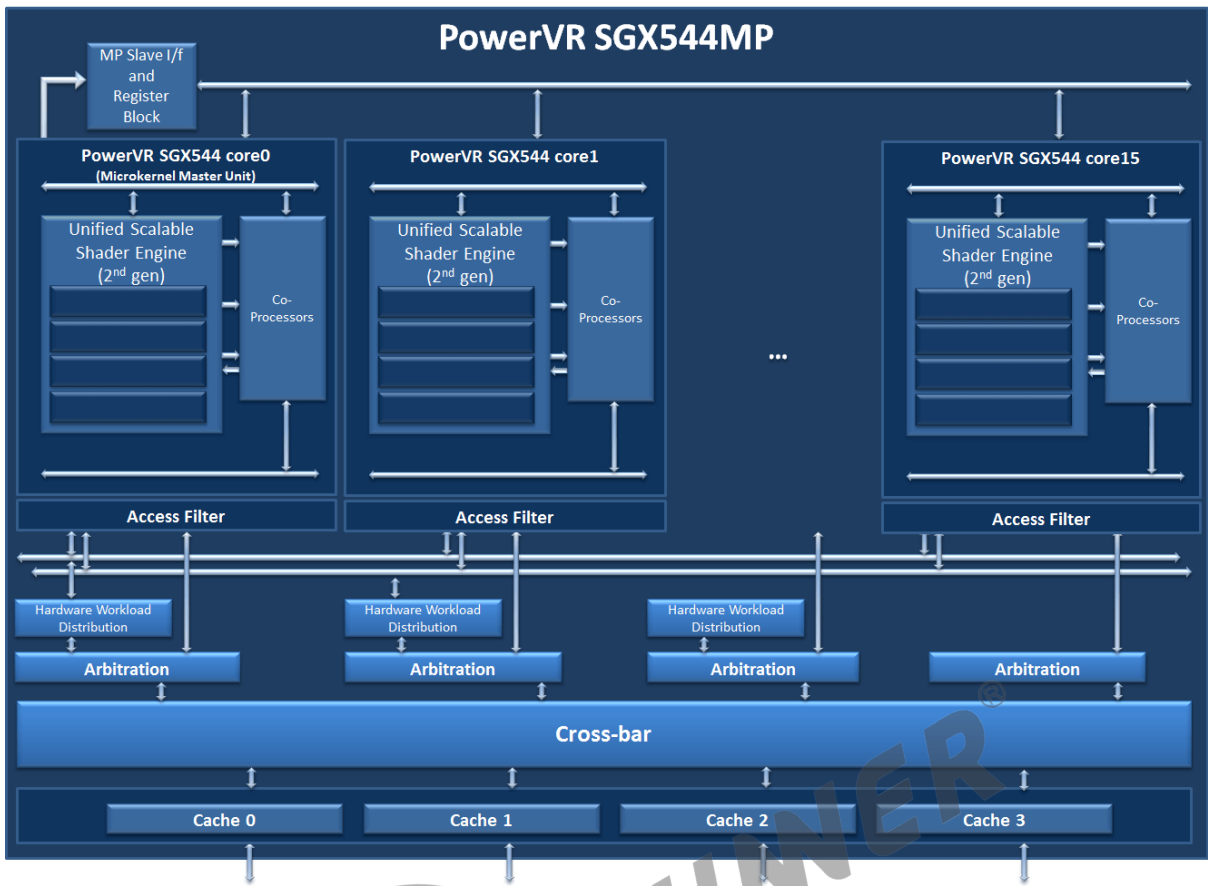 PowerVR SGX544MP
MP Slave I/f
and
Register
Block
PowerVR SGX544 core0
(Microkernel Master Unit)
Unified Scalable
Shader Engine
(2nd gen)
Co-
Processors
Access Filter
PowerVR SGX544 core1
Unified Scalable
Shader Engine
(2nd gen)
Co-
Processors
Access Filter
...
PowerVR SGX544 core15
Unified Scalable
Shader Engine
(2nd gen)
Co-
Processors
Access Filter
Hardware Workload
Distribution
Hardware Workload
Distribution
Hardware Workload
Distribution
Arbitration
Arbitration
Arbitration
Arbitration
Cross-bar
Cache 0
Cache 1
Cache 2
Cache 3